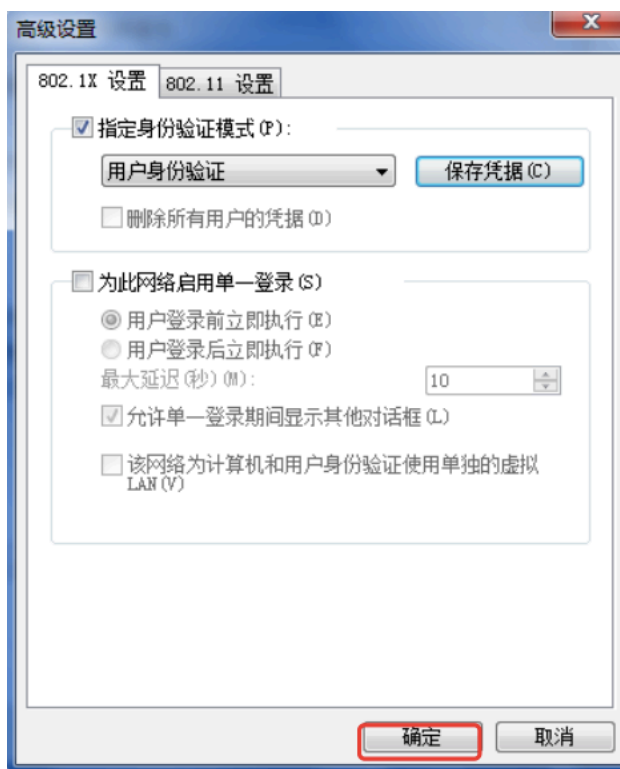 高级设置
802.1X 设置 802.11 设置
指定身份验证模式(P):
用户身份验证 保存凭据(C)
删除所有用户的凭据(D)
为此网络启用单一登录(S)
用户登录前立即执行(E)
用户登录后立即执行(F)
最大延迟(秒)(M): 10
允许单一登录期间显示其他对话框(L)
该网络为计算机和用户身份验证使用单独的虚拟
LAN(V)
确定 取消